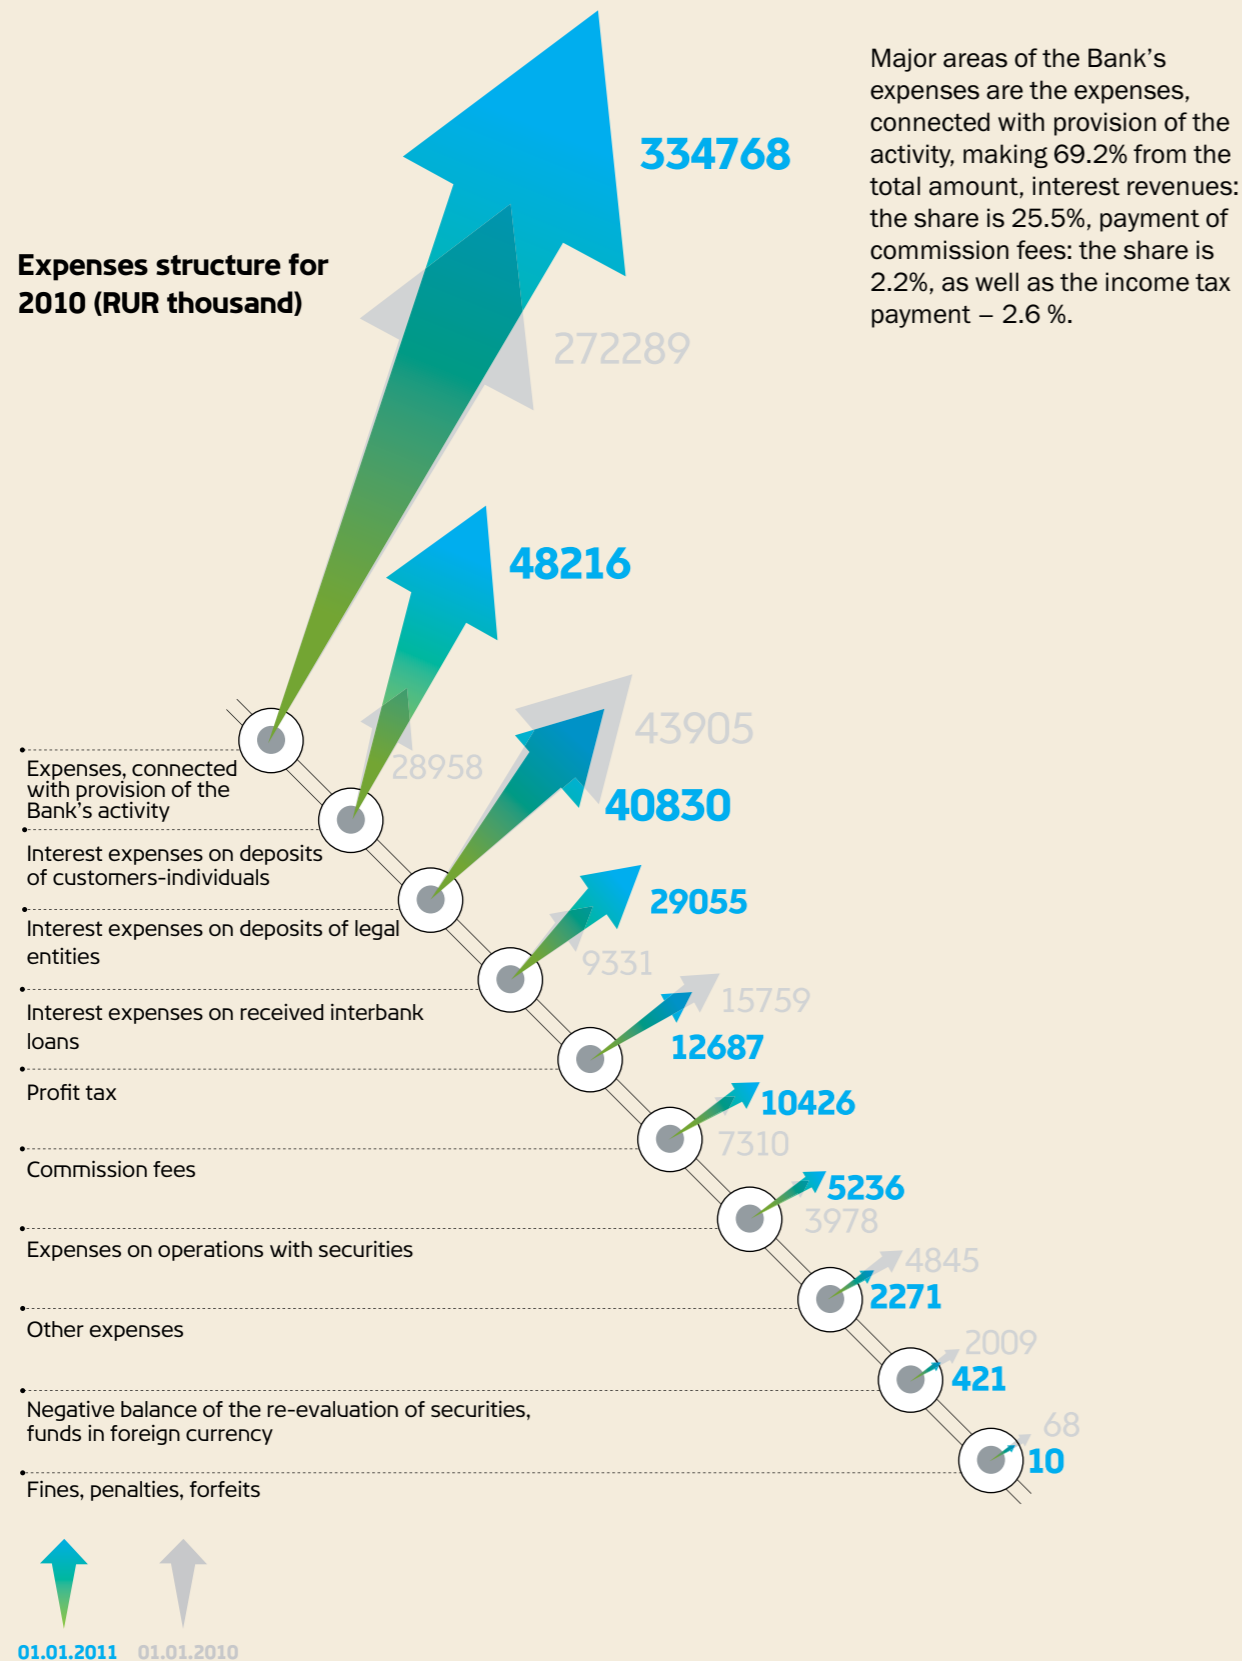 Major areas of the Bank’s
expenses are the expenses,
connected with provision of the
activity, making 69.2% from the
total amount, interest revenues:
the share is 25.5%, payment of
commission fees: the share is
2.2%, as well as the income tax
payment – 2.6 %.
Expenses structure for
2010 (RUR thousand)
334768
272289
48216
28958
43905
40830
29055
9331
15759
12687
10426
7310
5236
3978
4845
2271
2009
421
68
10
Expenses, connected
with provision of the
Bank’s activity
Interest expenses on deposits
of customers-individuals
Interest expenses on deposits of legal
entities
Interest expenses on received interbank
loans
Profit tax
Commission fees
Expenses on operations with securities
Other expenses
Negative balance of the re-evaluation of securities,
funds in foreign currency
Fines, penalties, forfeits
01.01.2011 01.01.2010